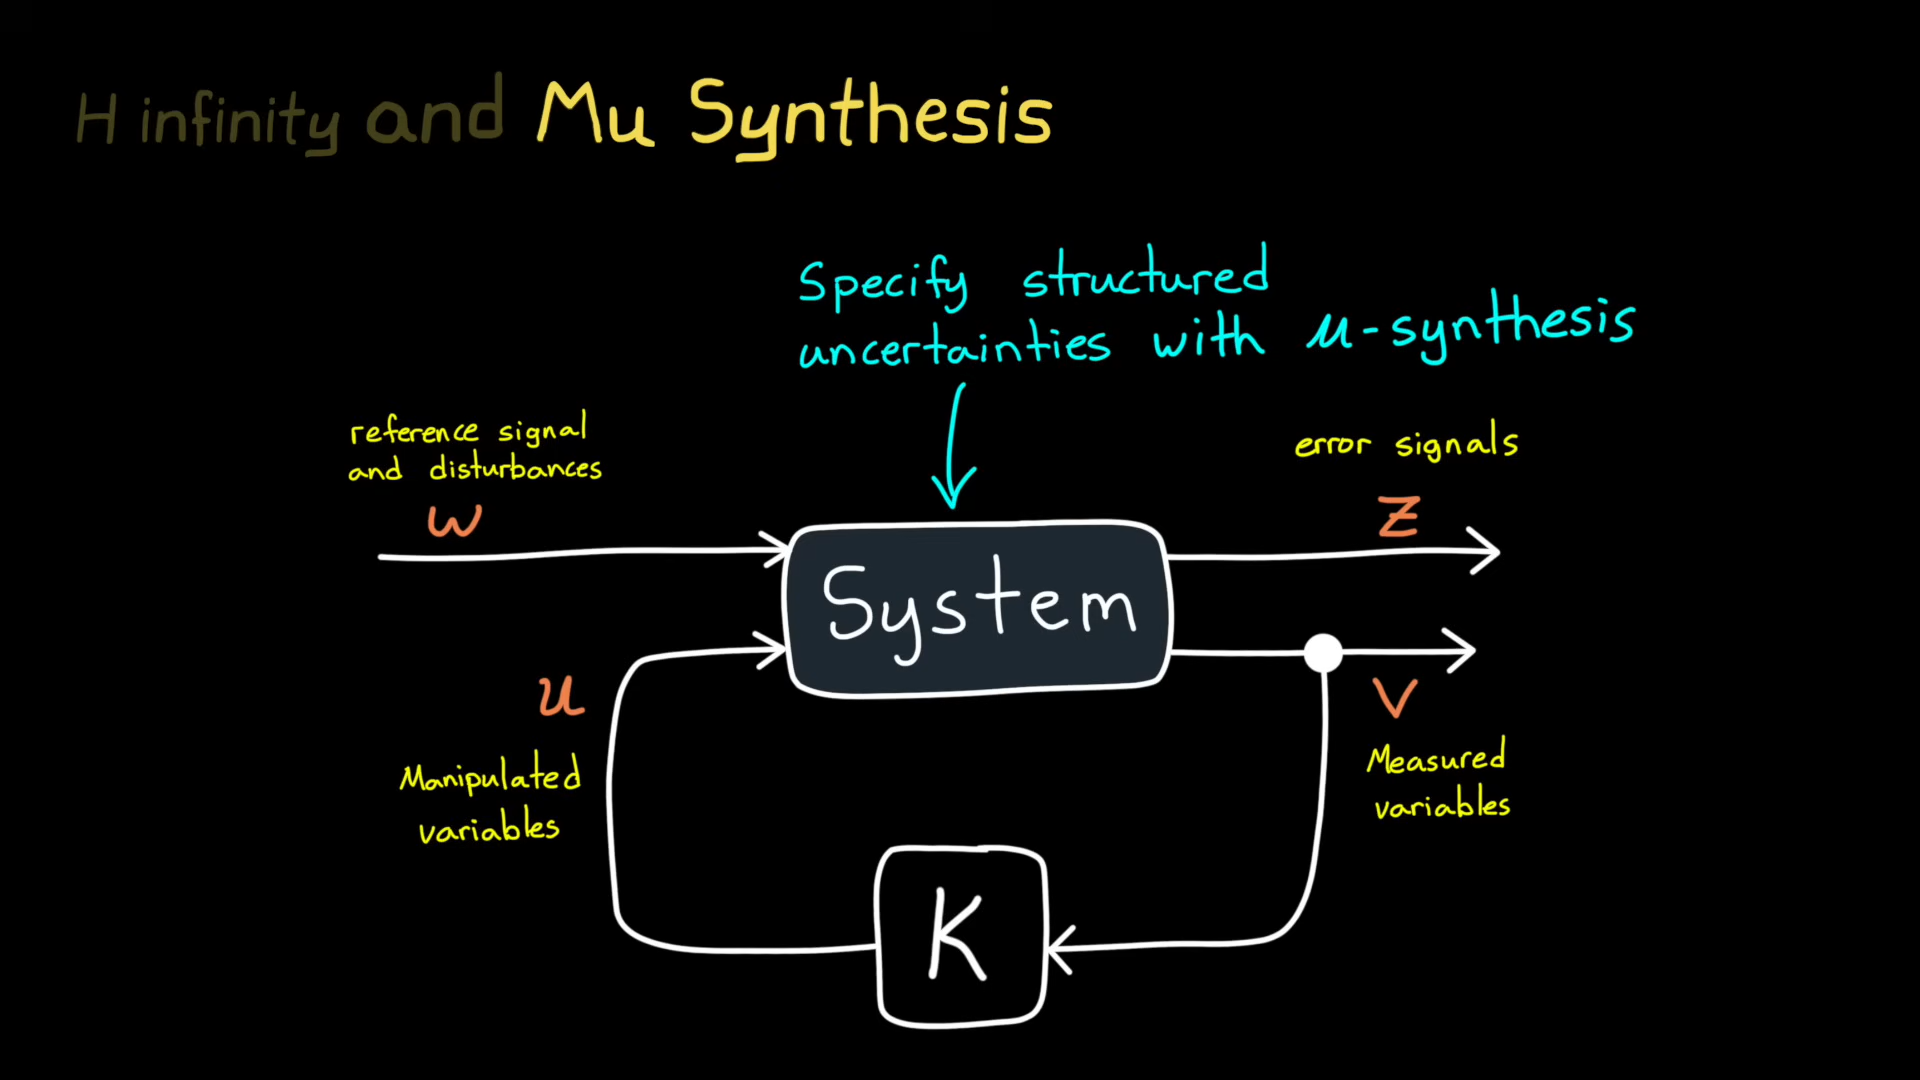 H infinity and Mu Synthesis
Specify structured
uncertainties with μ-synthesis
reference signal
and disturbances
w
error signals
z
System
u
Manipulated
variables
v
Measured
variables
K